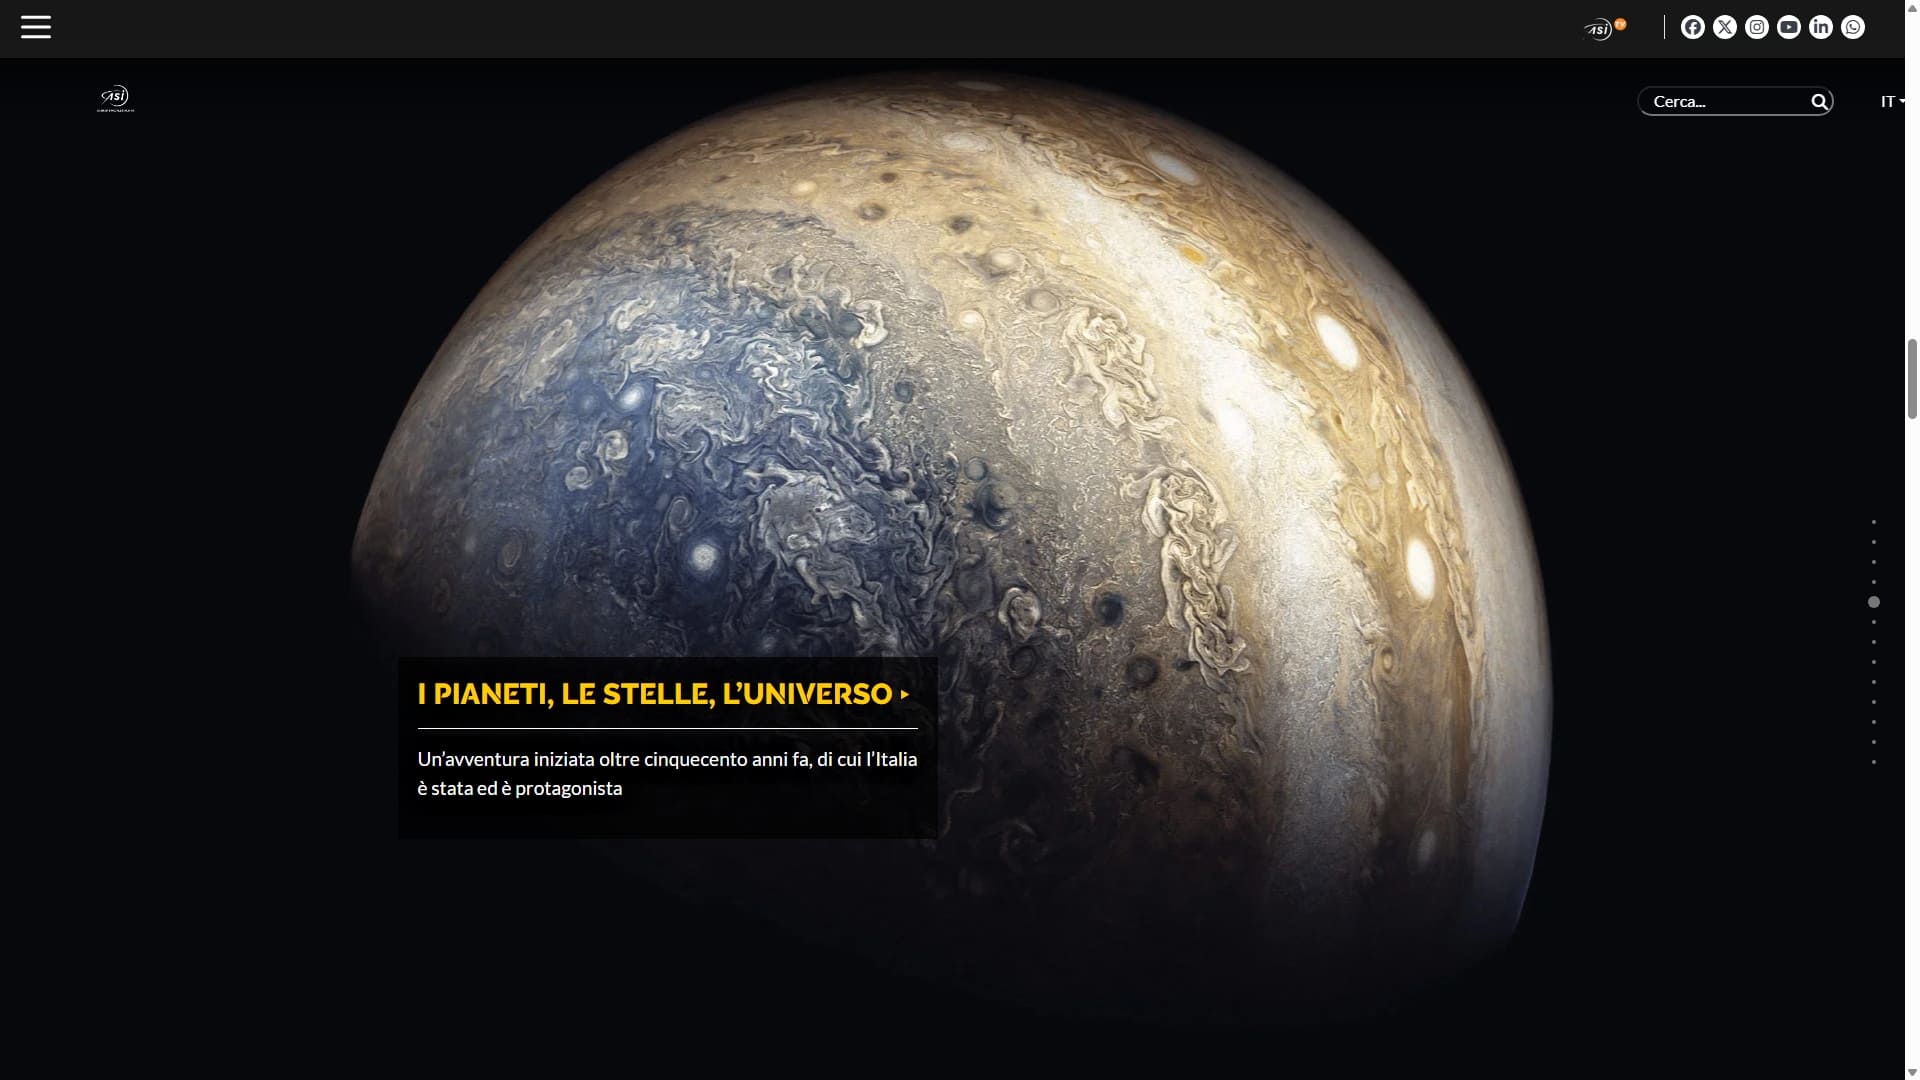 asi TV
asi
Cerca...
IT
I PIANETI, LE STELLE, L’UNIVERSO
Un’avventura iniziata oltre cinquecento anni fa, di cui l’Italia
è stata ed è protagonista